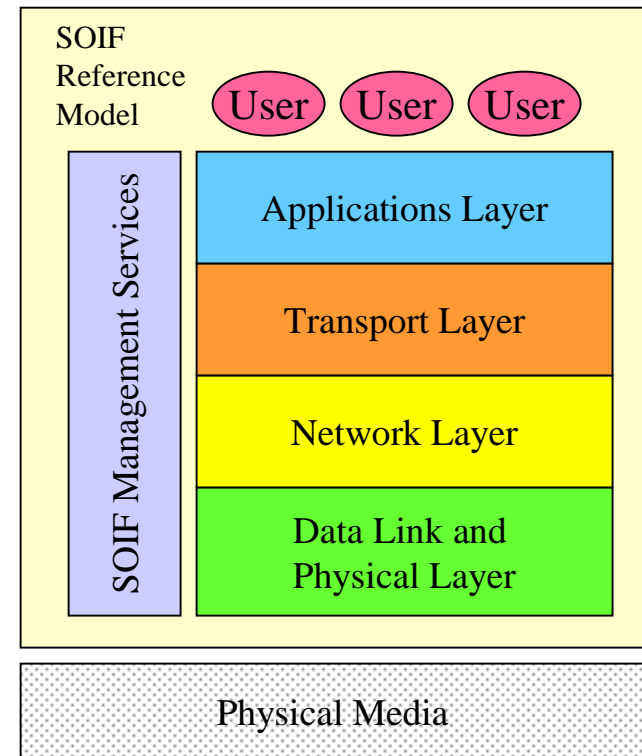 SOIF
Reference
Model
User User User
SOIF Management Services
Applications Layer
Transport Layer
Network Layer
Data Link and
Physical Layer
Physical Media